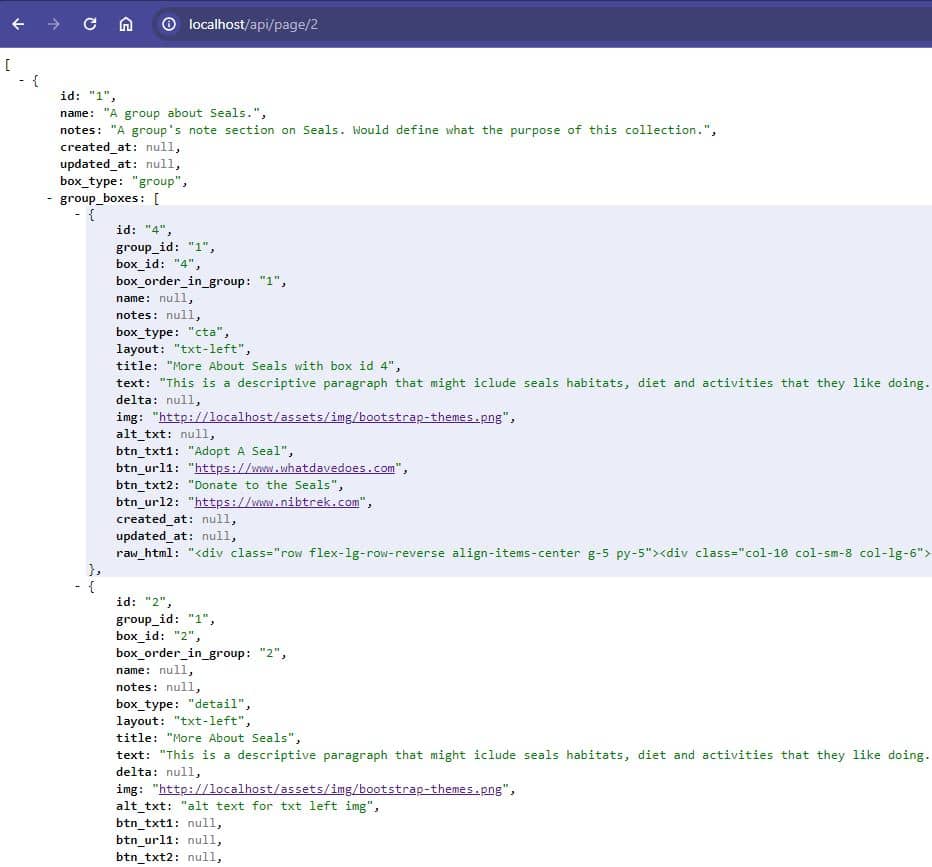 localhost/api/page/2
[
- {
id: "1",
name: "A group about Seals.",
notes: "A group's note section on Seals. Would define what the purpose of this collection.",
created_at: null,
updated_at: null,
box_type: "group",
- group_boxes: [
- {
id: "4",
group_id: "1",
box_id: "4",
box_order_in_group: "1",
name: null,
notes: null,
box_type: "cta",
layout: "txt-left",
title: "More About Seals with box id 4",
text: "This is a descriptive paragraph that might iclude seals habitats, diet and activities that they like doing.
delta: null,
img: "http://localhost/assets/img/bootstrap-themes.png",
alt_txt: null,
btn_txt1: "Adopt A Seal",
btn_url1: "https://www.whatdavedoes.com",
btn_txt2: "Donate to the Seals",
btn_url2: "https://www.nibtrek.com",
created_at: null,
updated_at: null,
raw_html: "<div class="row flex-lg-row-reverse align-items-center g-5 py-5"><div class="col-10 col-sm-8 col-lg-6">
},
- {
id: "2",
group_id: "1",
box_id: "2",
box_order_in_group: "2",
name: null,
notes: null,
box_type: "detail",
layout: "txt-left",
title: "More About Seals",
text: "This is a descriptive paragraph that might iclude seals habitats, diet and activities that they like doing.
delta: null,
img: "http://localhost/assets/img/bootstrap-themes.png",
alt_txt: "alt text for txt left img",
btn_txt1: null,
btn_url1: null,
btn_txt2: null,